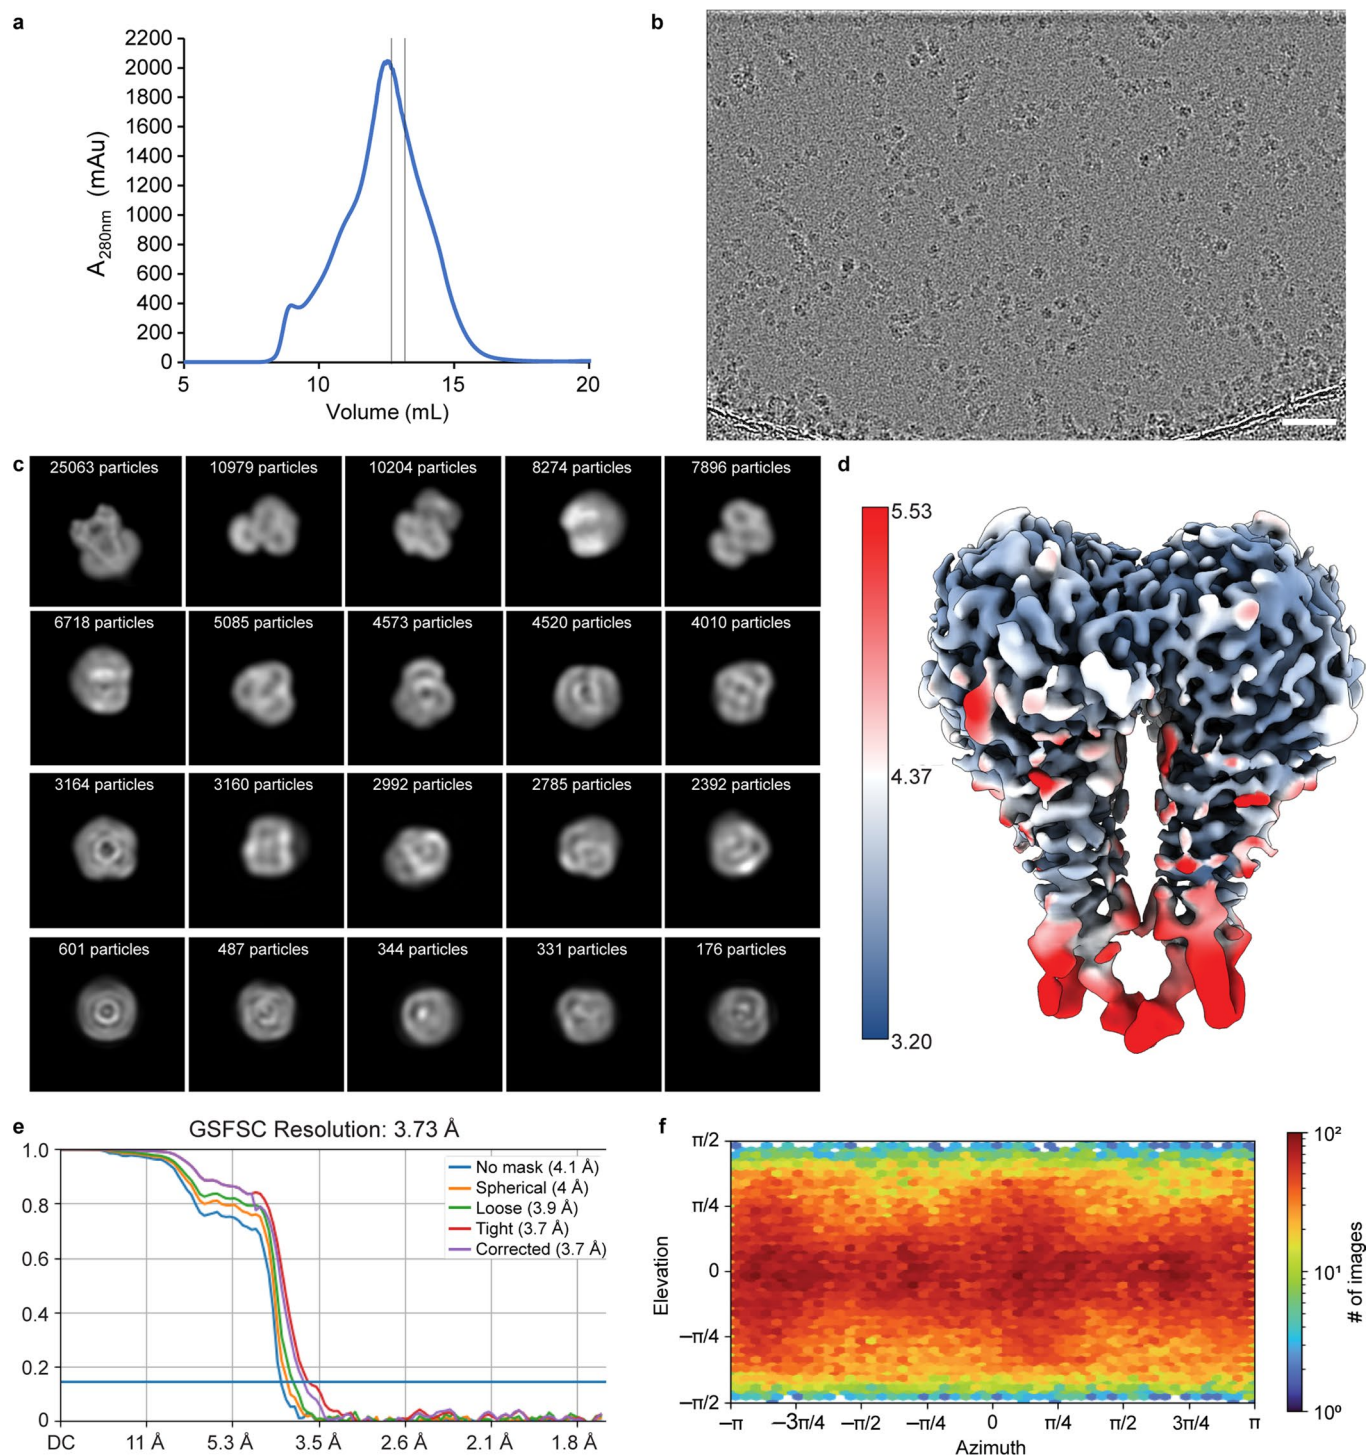 a
2200
2000
1800
1600
1400
1200
1000
800
600
400
200
0
A280nm (mAu)
5 10 15 20
Volume (mL)
b
c
25063 particles 10979 particles 10204 particles 8274 particles 7896 particles
6718 particles 5085 particles 4573 particles 4520 particles 4010 particles
3164 particles 3160 particles 2992 particles 2785 particles 2392 particles
601 particles 487 particles 344 particles 331 particles 176 particles
d
5.53
4.37
3.20
e
GSFSC Resolution: 3.73 Å
1.0
0.8
0.6
0.4
0.2
0
No mask (4.1 Å)
Spherical (4 Å)
Loose (3.9 Å)
Tight (3.7 Å)
Corrected (3.7 Å)
DC 11 Å 5.3 Å 3.5 Å 2.6 Å 2.1 Å 1.8 Å
f
π/2
π/4
0
−π/4
−π/2
Elevation
−π −3π/4 −π/2 −π/4 0 π/4 π/2 3π/4 π
Azimuth
10²
10¹
10⁰
# of images